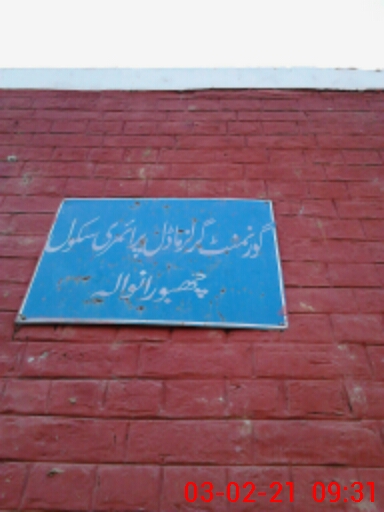 گورنمنٹ گرلز ماڈل پرائمری سکول
چھبورانوالہ
03-02-21 09:31